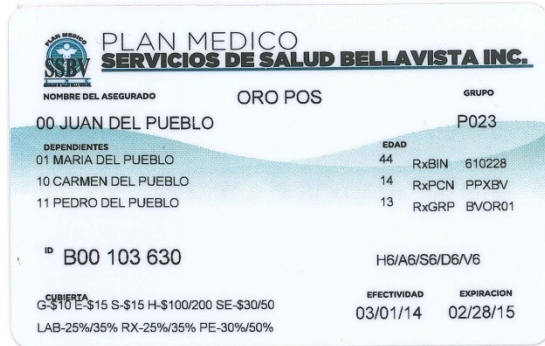 PLAN MEDICO
SSBV
PLAN MEDICO
SERVICIOS DE SALUD BELLAVISTA INC.
NOMBRE DEL ASEGURADO ORO POS GRUPO
00 JUAN DEL PUEBLO P023
DEPENDIENTES EDAD
01 MARIA DEL PUEBLO 44 RxBIN 610228
10 CARMEN DEL PUEBLO 14 RxPCN PPXBV
11 PEDRO DEL PUEBLO 13 RxGRP BVOR01
ID B00 103 630 H6/A6/S6/D6/V6
CUBIERTA EFECTIVIDAD EXPIRACION
G-$10 E-$15 S-$15 H-$100/200 SE-$30/50 03/01/14 02/28/15
LAB-25%/35% RX-25%/35% PE-30%/50%